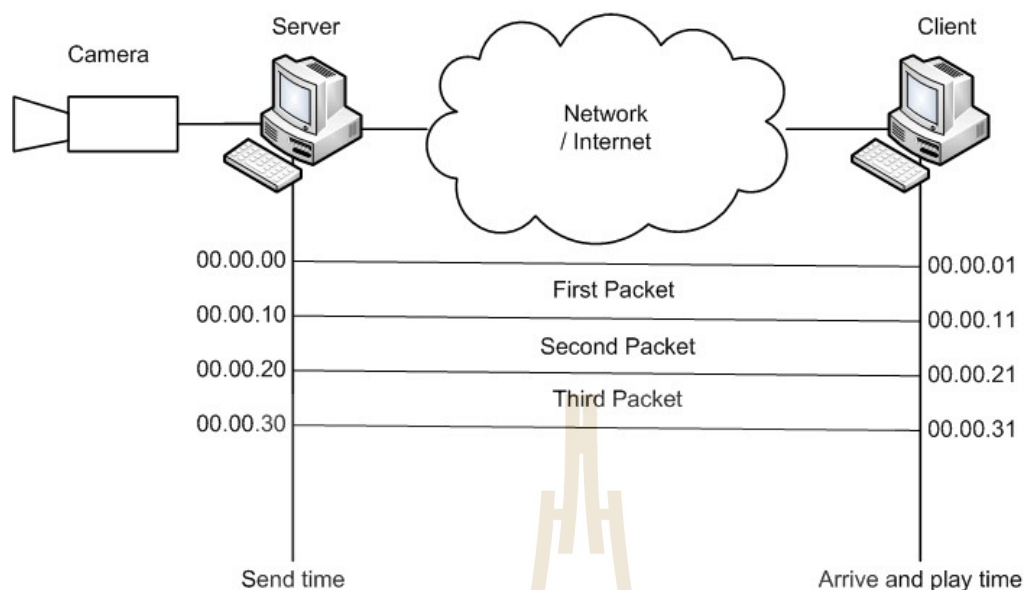 Server
Client
Camera
Network
/ Internet
00.00.00
00.00.01
First Packet
00.00.10
00.00.11
Second Packet
00.00.20
00.00.21
Third Packet
00.00.30
00.00.31
Send time
Arrive and play time